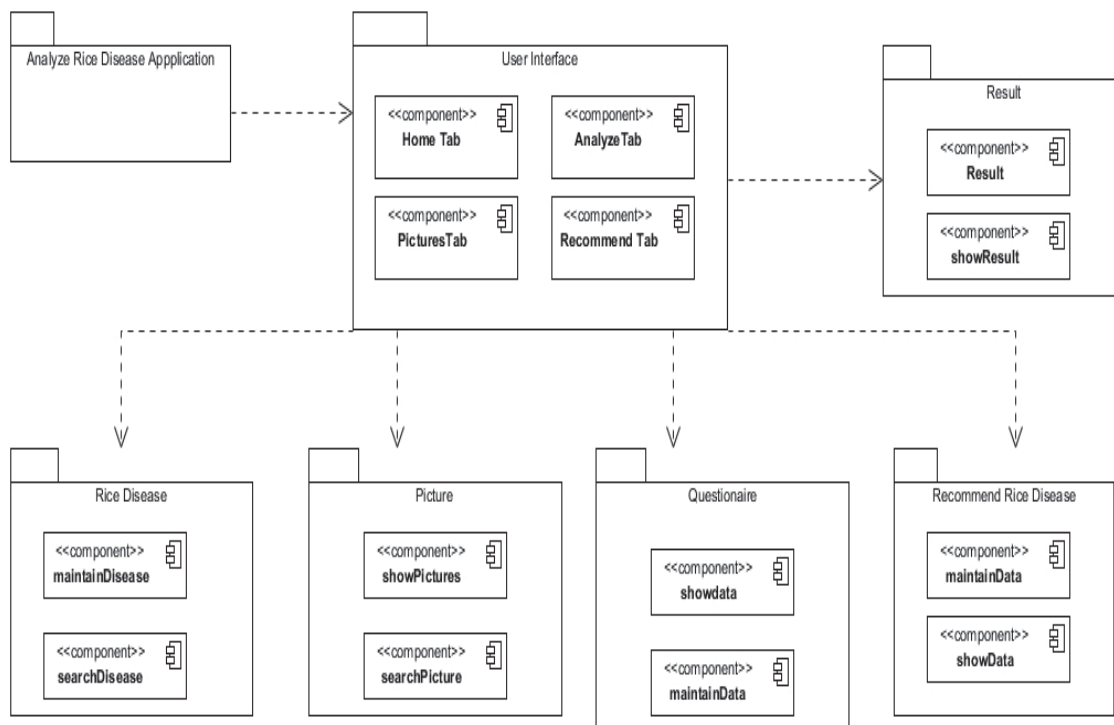 Analyze Rice Disease Appplication
User Interface
<<component>>
Home Tab
<<component>>
AnalyzeTab
<<component>>
PicturesTab
<<component>>
Recommend Tab
Result
<<component>>
Result
<<component>>
showResult
Rice Disease
<<component>>
maintainDisease
<<component>>
searchDisease
Picture
<<component>>
showPictures
<<component>>
searchPicture
Questionaire
<<component>>
showdata
<<component>>
maintainData
Recommend Rice Disease
<<component>>
maintainData
<<component>>
showData